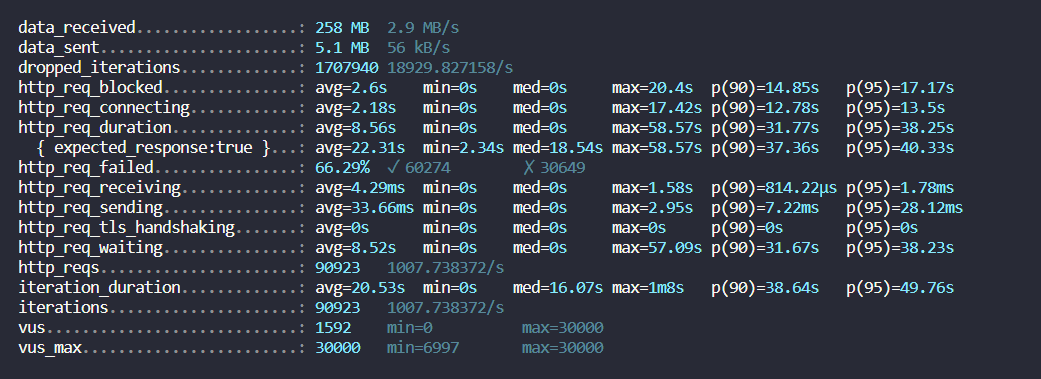 data_received..................: 258 MB 2.9 MB/s
data_sent......................: 5.1 MB 56 kB/s
dropped_iterations.............: 1707940 18929.827158/s
http_req_blocked...............: avg=2.6s min=0s med=0s max=20.4s p(90)=14.85s p(95)=17.17s
http_req_connecting............: avg=2.18s min=0s med=0s max=17.42s p(90)=12.78s p(95)=13.5s
http_req_duration..............: avg=8.56s min=0s med=0s max=58.57s p(90)=31.77s p(95)=38.25s
{ expected_response:true }...: avg=22.31s min=2.34s med=18.54s max=58.57s p(90)=37.36s p(95)=40.33s
http_req_failed................: 66.29% ✓ 60274 ✗ 30649
http_req_receiving.............: avg=4.29ms min=0s med=0s max=1.58s p(90)=814.22µs p(95)=1.78ms
http_req_sending...............: avg=33.66ms min=0s med=0s max=2.95s p(90)=7.22ms p(95)=28.12ms
http_req_tls_handshaking.......: avg=0s min=0s med=0s max=0s p(90)=0s p(95)=0s
http_req_waiting...............: avg=8.52s min=0s med=0s max=57.09s p(90)=31.67s p(95)=38.23s
http_reqs......................: 90923 1007.738372/s
iteration_duration.............: avg=20.53s min=0s med=16.07s max=1m8s p(90)=38.64s p(95)=49.76s
iterations.....................: 90923 1007.738372/s
vus............................: 1592 min=0 max=30000
vus_max........................: 30000 min=6997 max=30000